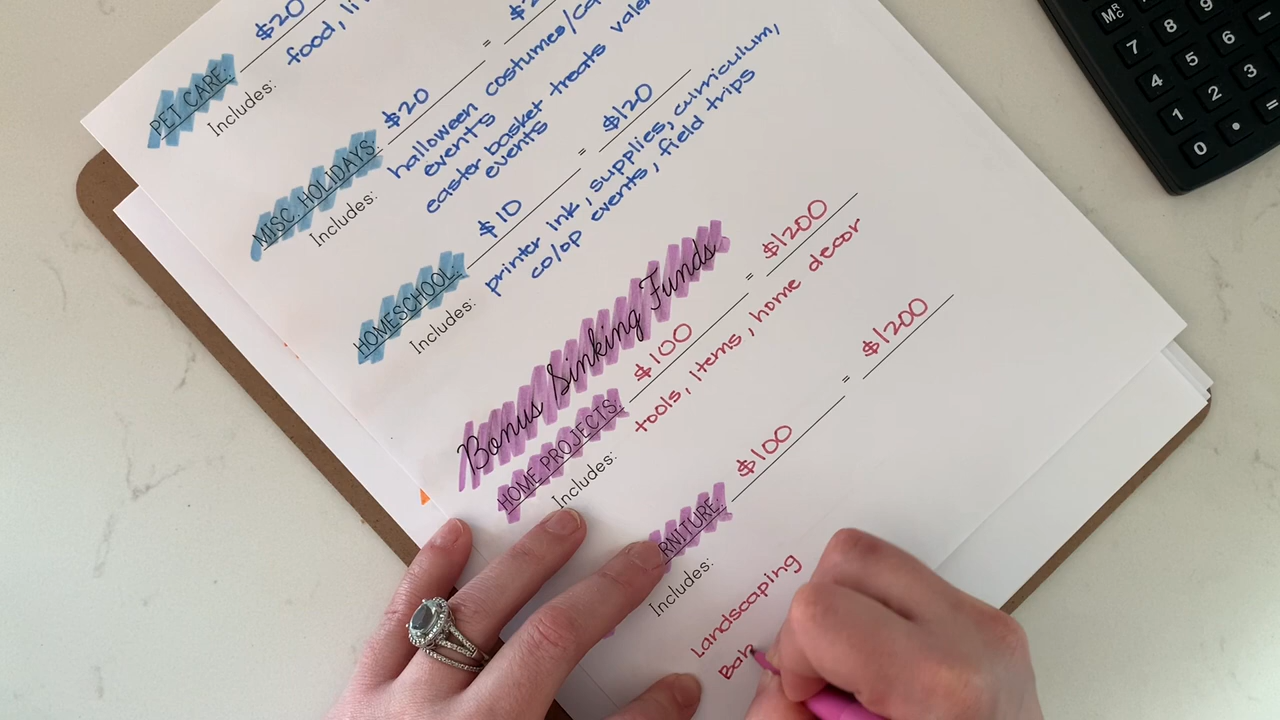 PET CARE: $20
Includes: food,
MISC. HOLIDAYS: $20 =
Includes: halloween costumes/
events
easter basket treats
events
HOMESCHOOL: $10 = $120
Includes: printer ink, supplies, curriculum,
co/op events, field trips
Bonus Sinking Funds
HOME PROJECTS: $100 = $1200
Includes: tools, items, home decor
$100 = $1200
Includes:
Landscaping